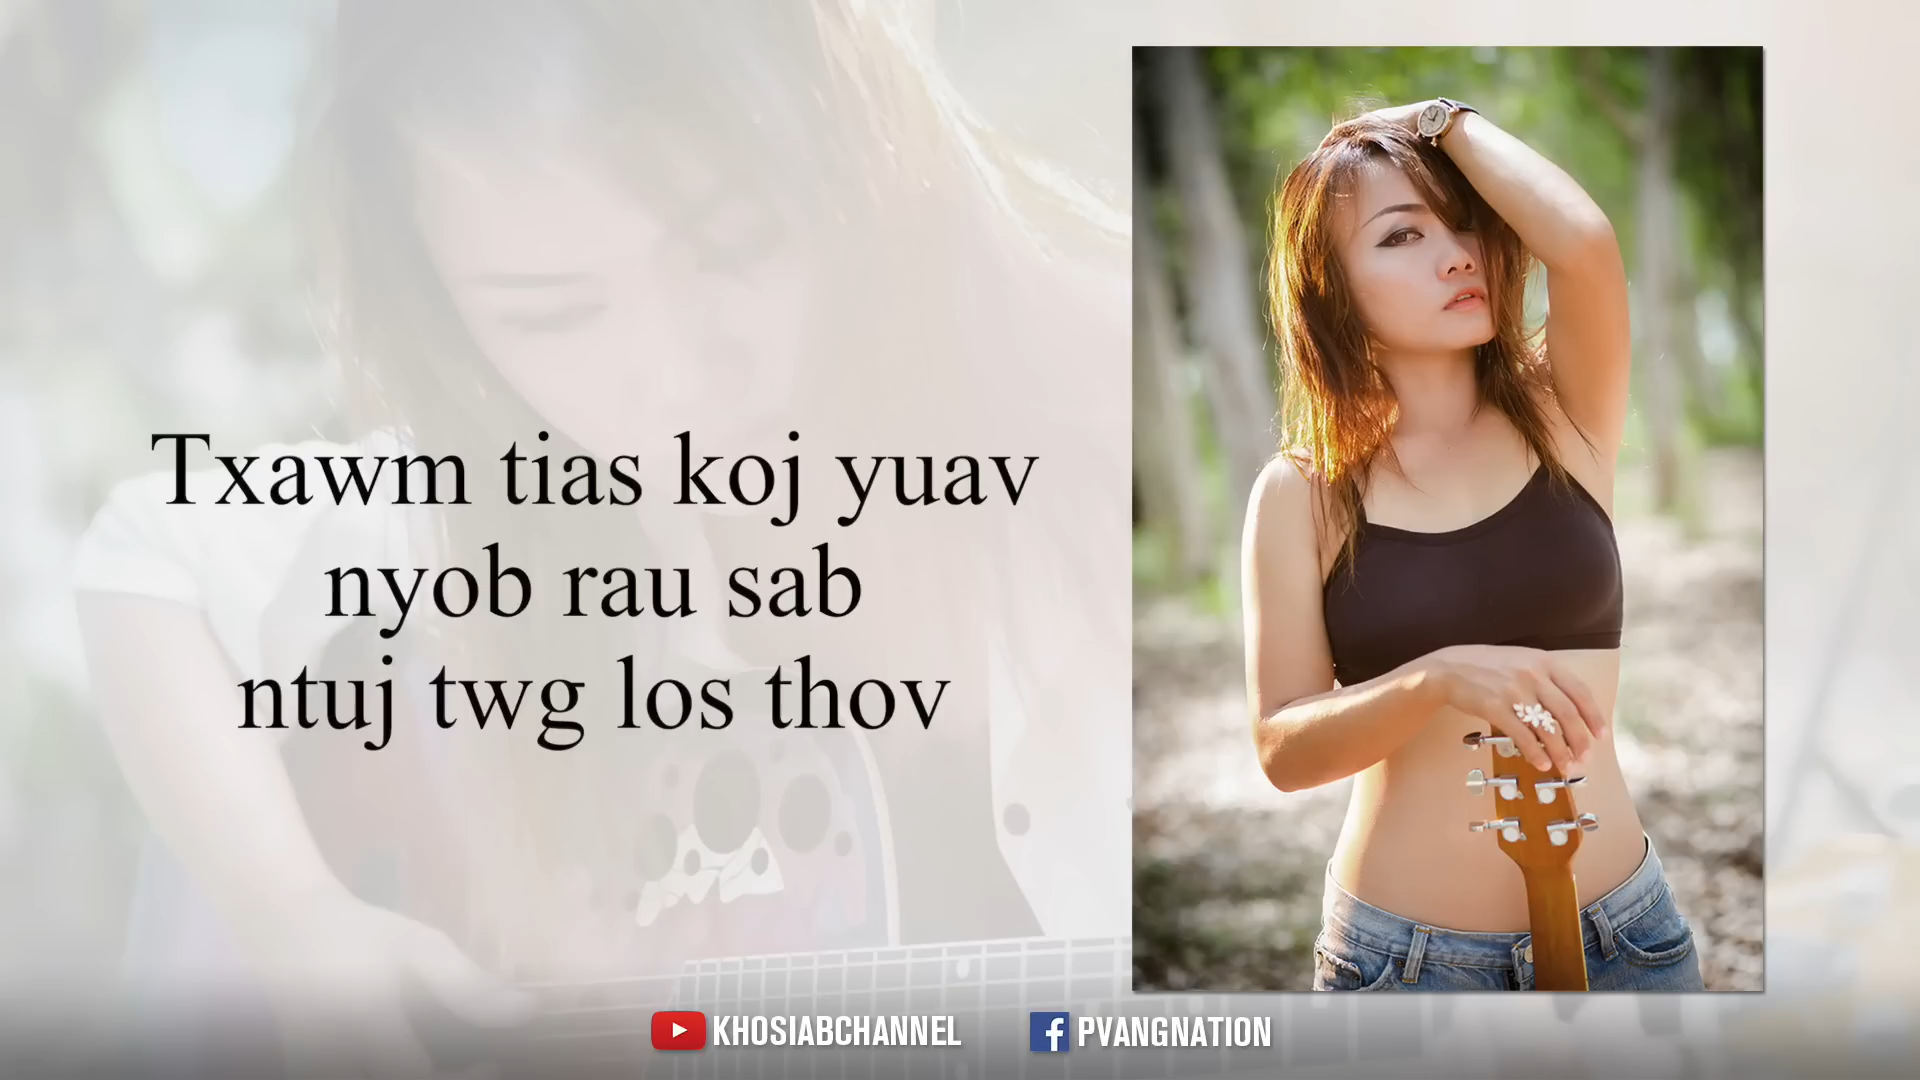 Txawm tias koj yuav
nyob rau sab
ntuj twg los thov
KHOSIABCHANNEL
PVANGNATION